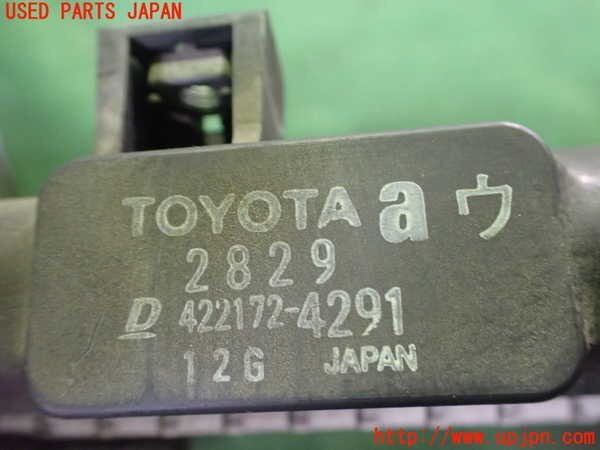 USED PARTS JAPAN
TOYOTA a ウ
2829
D 422172-4291
12G JAPAN
http://www.upjpn.com